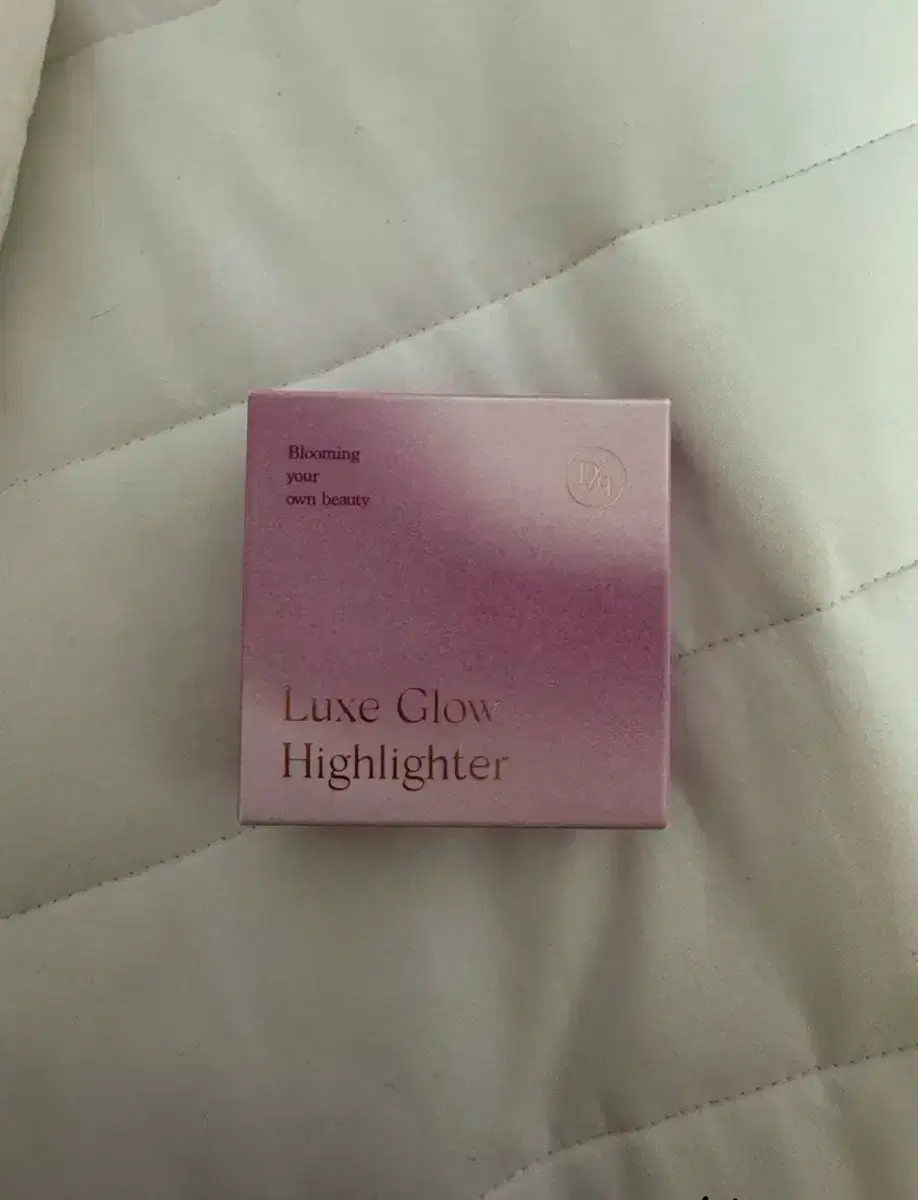 Blooming
your
own beauty
Luxe Glow
Highlighter